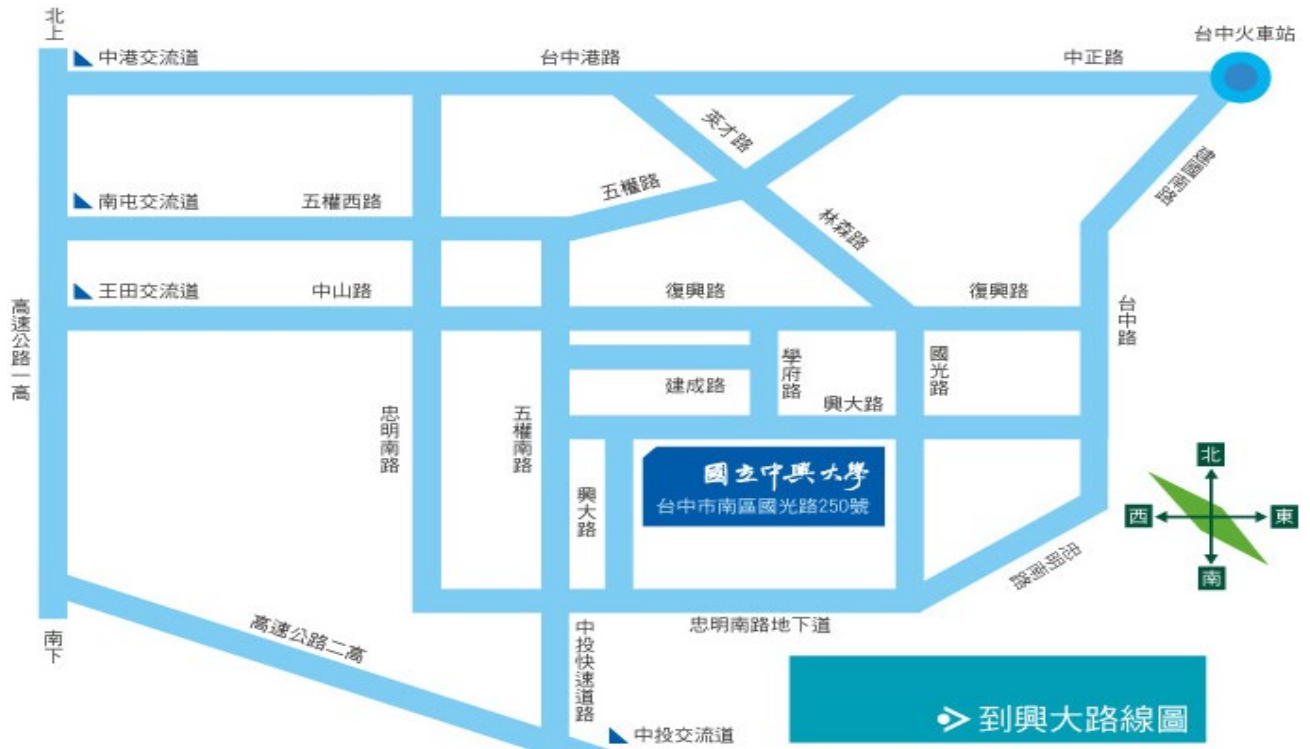 北上
台中火車站
中港交流道
台中港路
中正路
英才路
建國南路
五權路
南屯交流道
五權西路
林森路
王田交流道
中山路
復興路
復興路
台中路
高速公路一高
學府路
國光路
建成路
興大路
忠明南路
五權南路
國立中興大學
台中市南區國光路250號
興大路
北
西
東
南
忠明南路
忠明南路地下道
南下
高速公路二高
中投快速道路
到興大路線圖
中投交流道